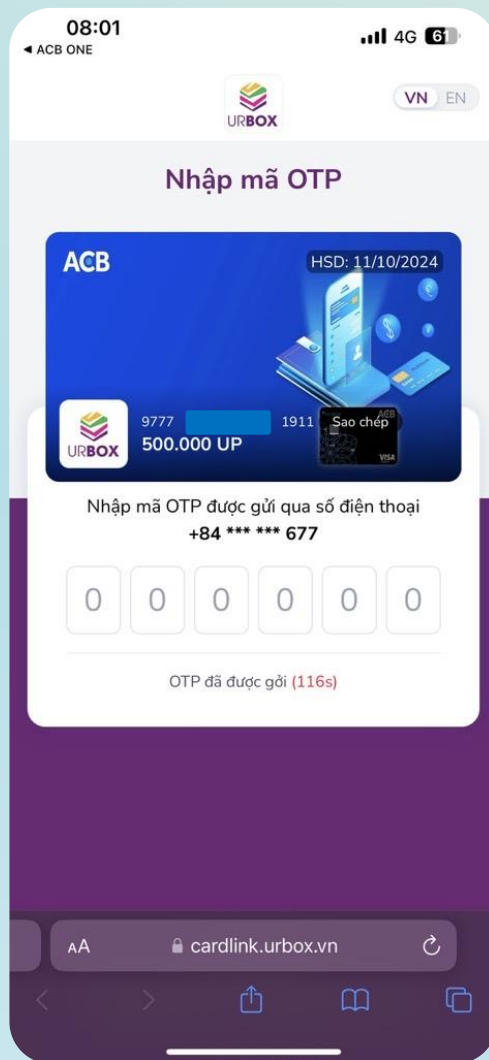 08:01
4G 61
◀ ACB ONE
URBOX
VN EN
Nhập mã OTP
ACB
HSD: 11/10/2024
URBOX
9777 1911 Sao chép
500.000 UP
ACB
VISA
Nhập mã OTP được gửi qua số điện thoại
+84 *** *** 677
0 0 0 0 0 0
OTP đã được gởi (116s)
AA cardlink.urbox.vn